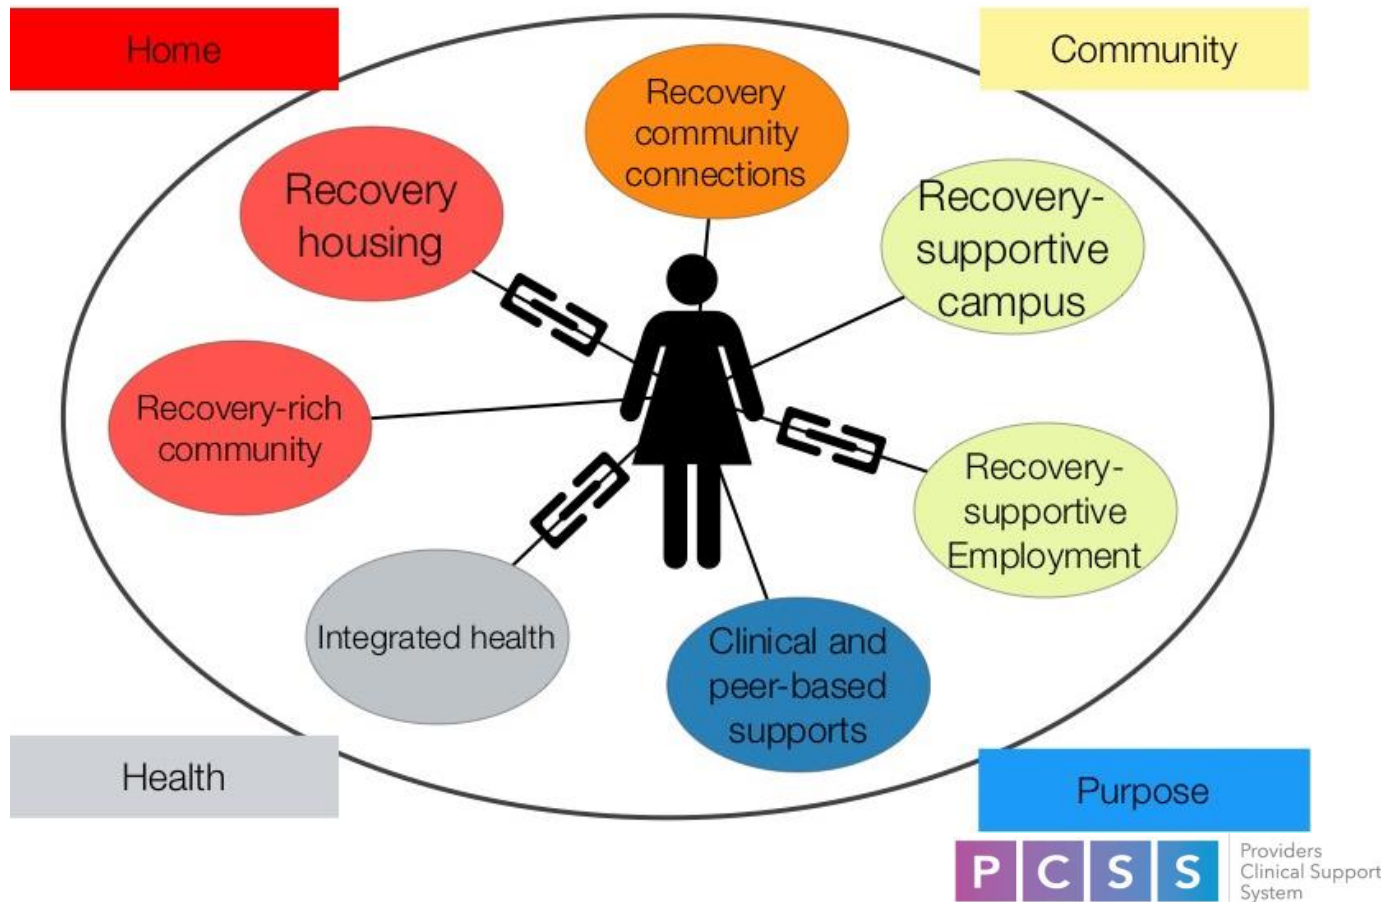 Home
Community
Recovery
community
connections
Recovery
housing
Recovery-
supportive
campus
Recovery-rich
community
Recovery-
supportive
Employment
Integrated health
Clinical and
peer-based
supports
Health
Purpose
PCSS
Providers
Clinical Support
System